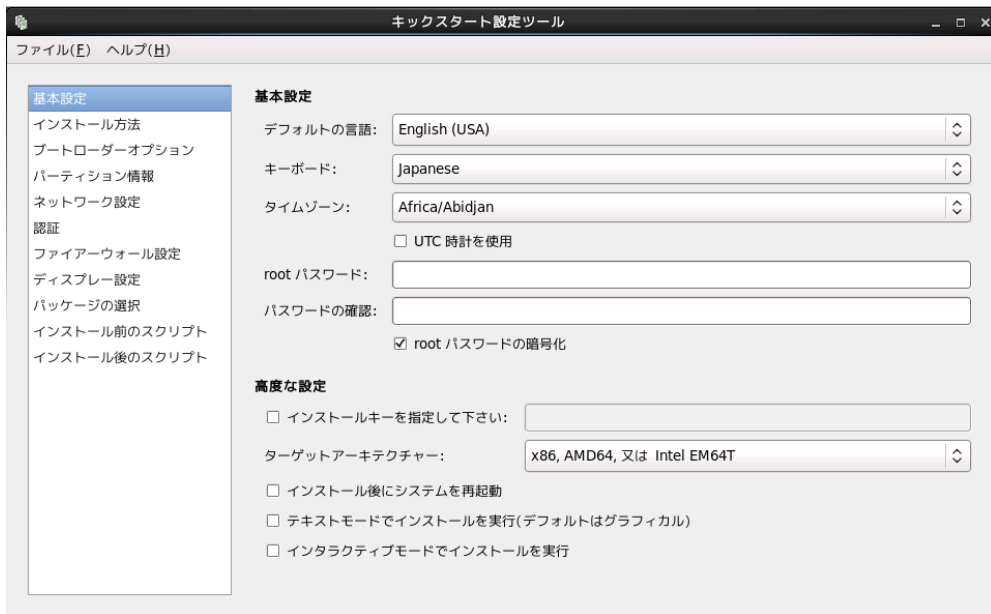 キックスタート設定ツール
ファイル(F) ヘルプ(H)
基本設定
インストール方法
ブートローダーオプション
パーティション情報
ネットワーク設定
認証
ファイアーウォール設定
ディスプレー設定
パッケージの選択
インストール前のスクリプト
インストール後のスクリプト
基本設定
デフォルトの言語: English (USA)
キーボード: Japanese
タイムゾーン: Africa/Abidjan
UTC 時計を使用
root パスワード:
パスワードの確認:
root パスワードの暗号化
高度な設定
インストールキーを指定して下さい:
ターゲットアーキテクチャー: x86, AMD64, 又は Intel EM64T
インストール後にシステムを再起動
テキストモードでインストールを実行(デフォルトはグラフィカル)
インタラクティブモードでインストールを実行